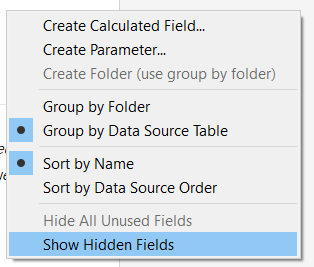 Create Calculated Field...
Create Parameter...
Create Folder (use group by folder)
Group by Folder
Group by Data Source Table
Sort by Name
Sort by Data Source Order
Hide All Unused Fields
Show Hidden Fields